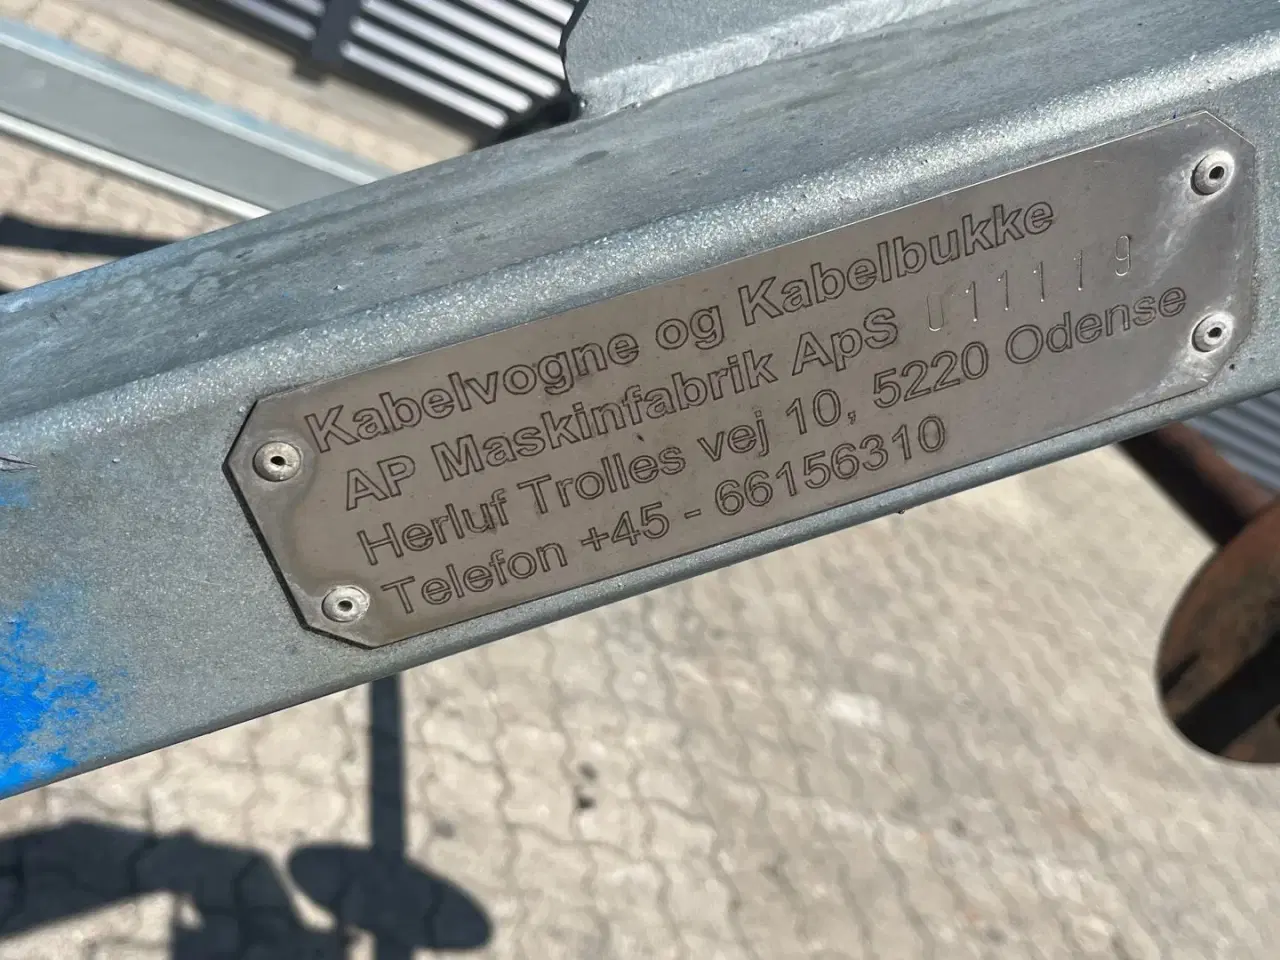 Kabelvogne og Kabelbukke
AP Maskinfabrik ApS 011119
Herluf Trolles vej 10, 5220 Odense
Telefon +45 - 66156310